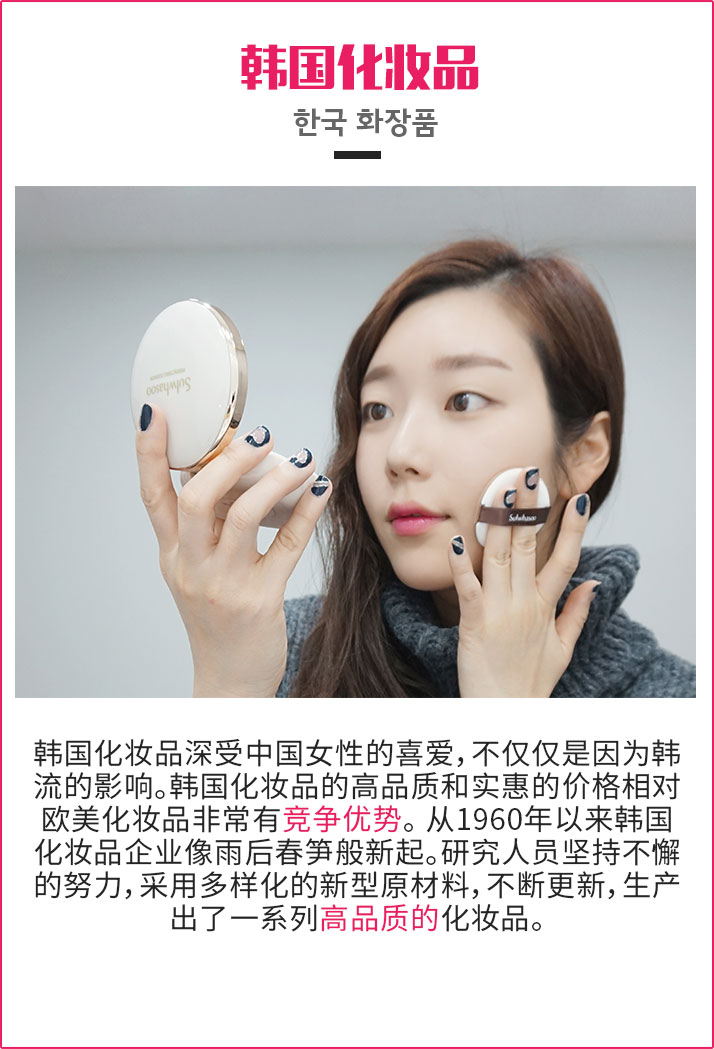 韩国化妆品
한국 화장품
Sulwhasoo
PERFECTING CUSHION
Sulwhasoo
韩国化妆品深受中国女性的喜爱，不仅仅是因为韩
流的影响。韩国化妆品的高品质和实惠的价格相对
欧美化妆品非常有竞争优势。从1960年以来韩国
化妆品企业像雨后春笋般新起。研究人员坚持不懈
的努力，采用多样化的新型原材料，不断更新，生产
出了一系列高品质的化妆品。